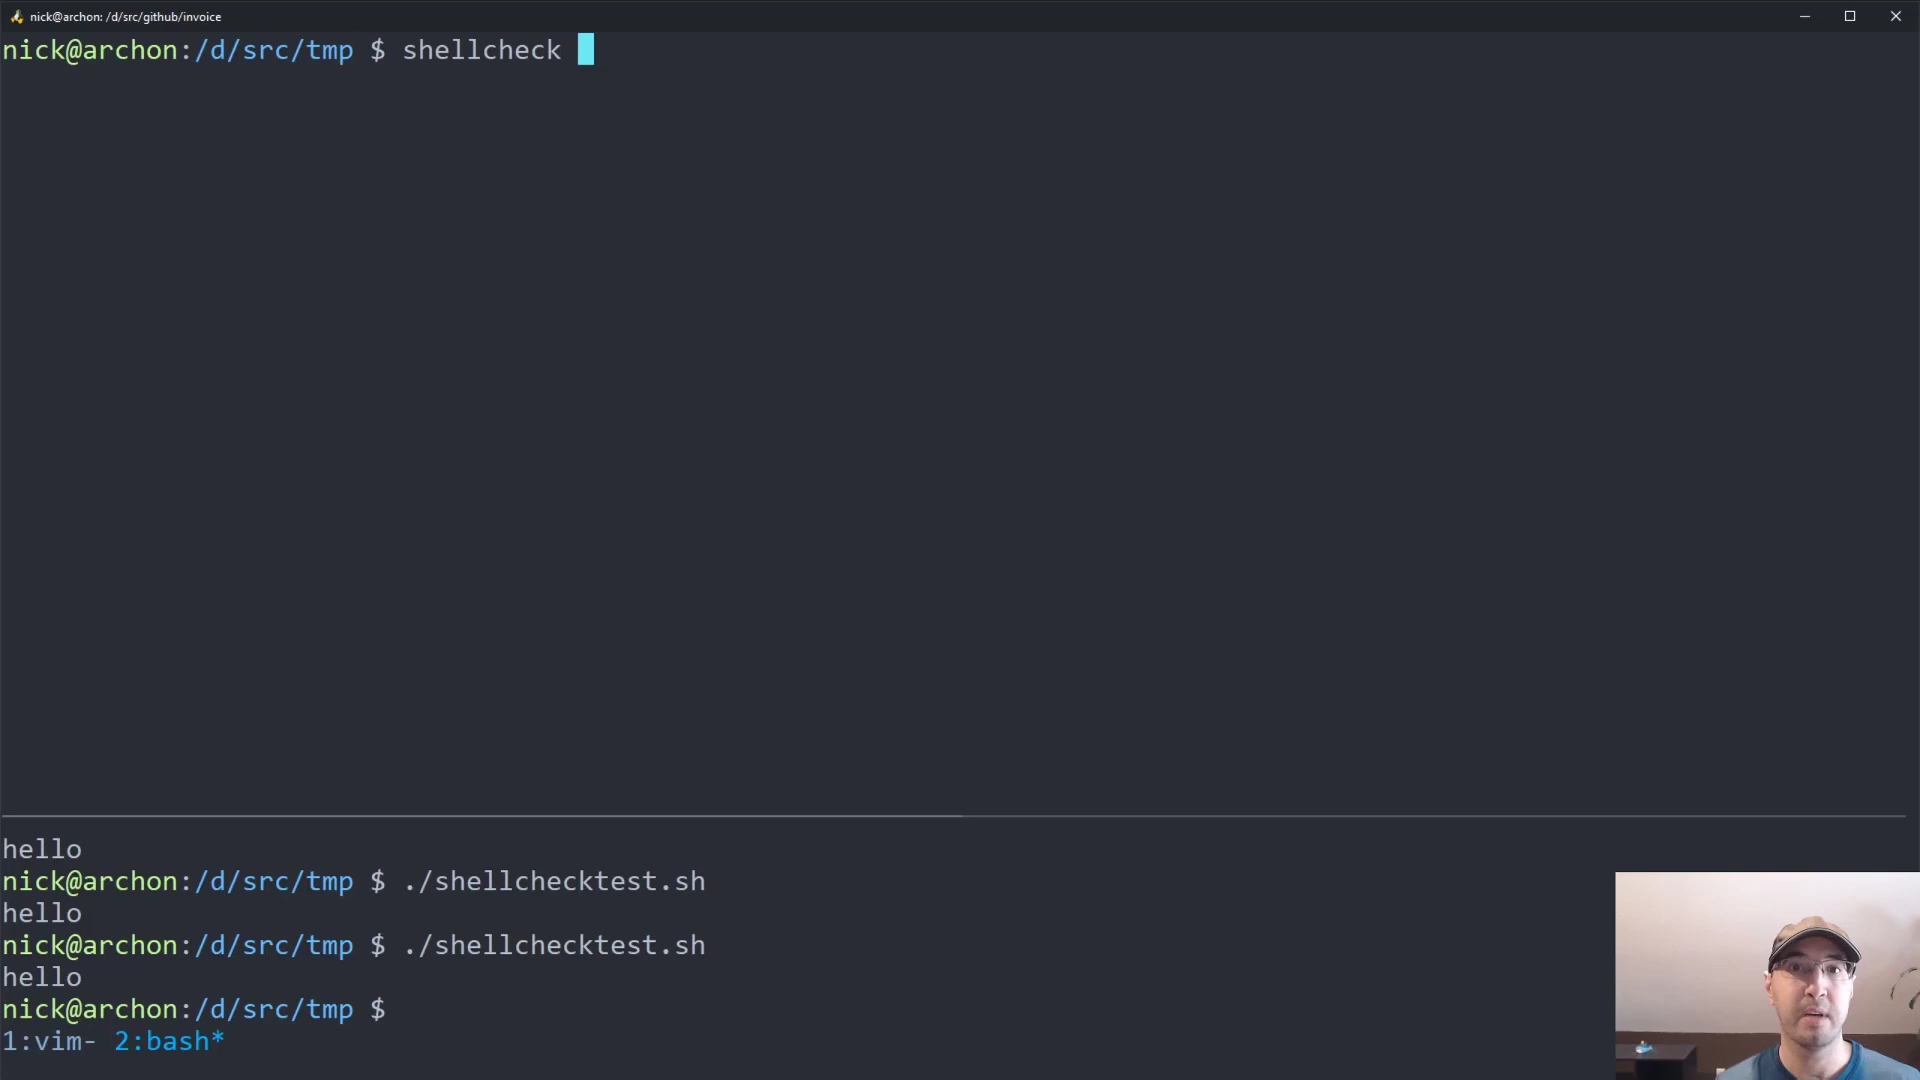 nick@archon: /d/src/github/invoice
nick@archon:/d/src/tmp $ shellcheck
hello
nick@archon:/d/src/tmp $ ./shellchecktest.sh
hello
nick@archon:/d/src/tmp $ ./shellchecktest.sh
hello
nick@archon:/d/src/tmp $
1:vim- 2:bash*